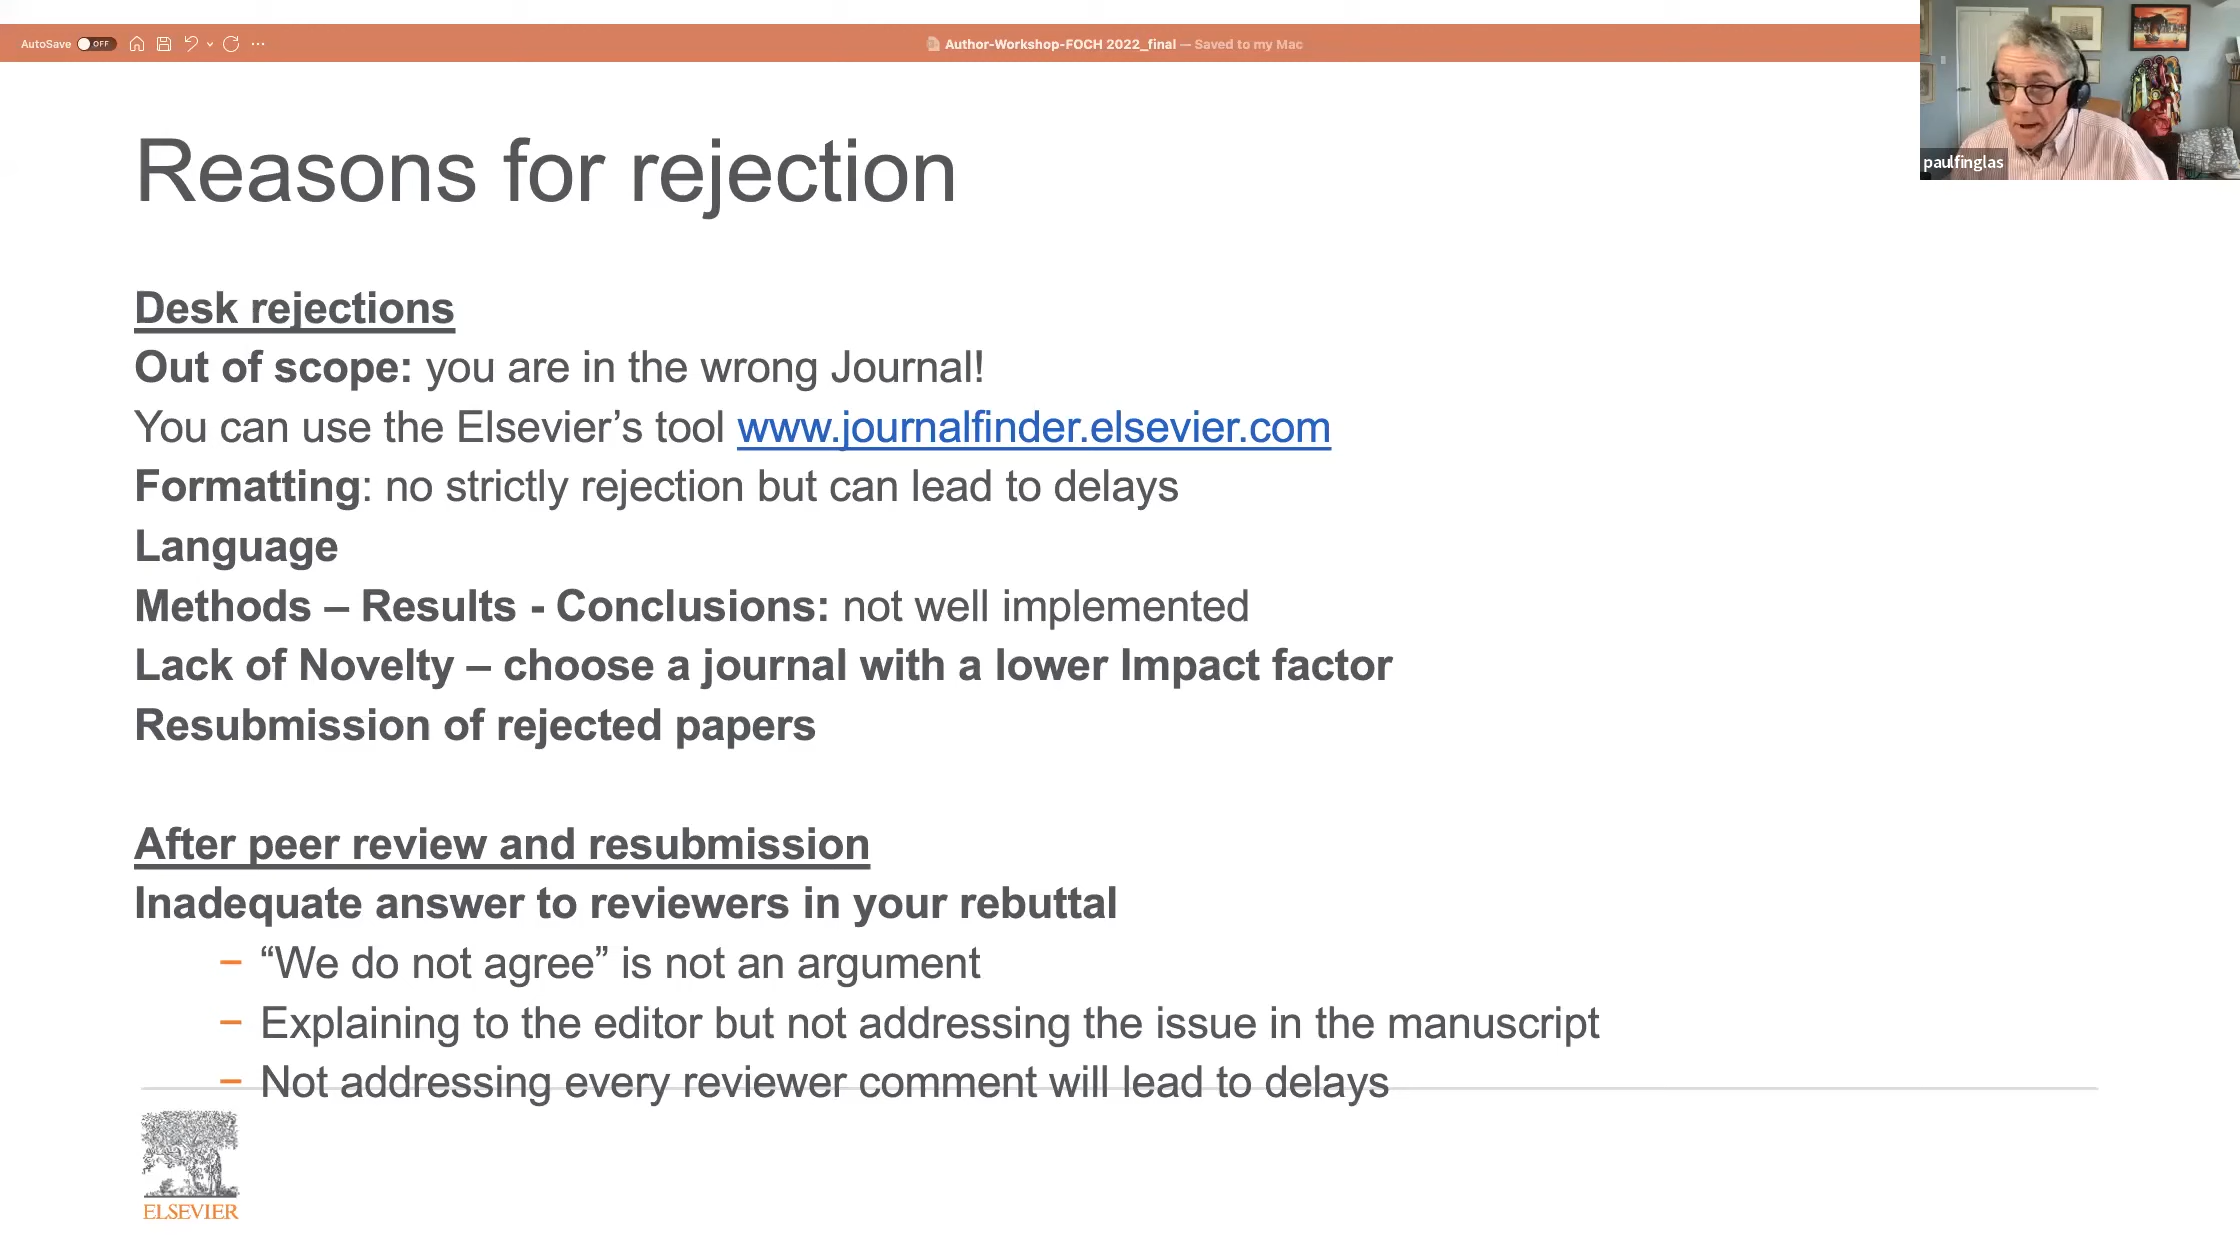 AutoSave OFF ··· Author-Workshop-FOCH 2022_final — Saved to my Mac
paulfinglas
Reasons for rejection
Desk rejections
Out of scope: you are in the wrong Journal!
You can use the Elsevier’s tool www.journalfinder.elsevier.com
Formatting: no strictly rejection but can lead to delays
Language
Methods – Results - Conclusions: not well implemented
Lack of Novelty – choose a journal with a lower Impact factor
Resubmission of rejected papers
After peer review and resubmission
Inadequate answer to reviewers in your rebuttal
– “We do not agree” is not an argument
– Explaining to the editor but not addressing the issue in the manuscript
– Not addressing every reviewer comment will lead to delays
ELSEVIER